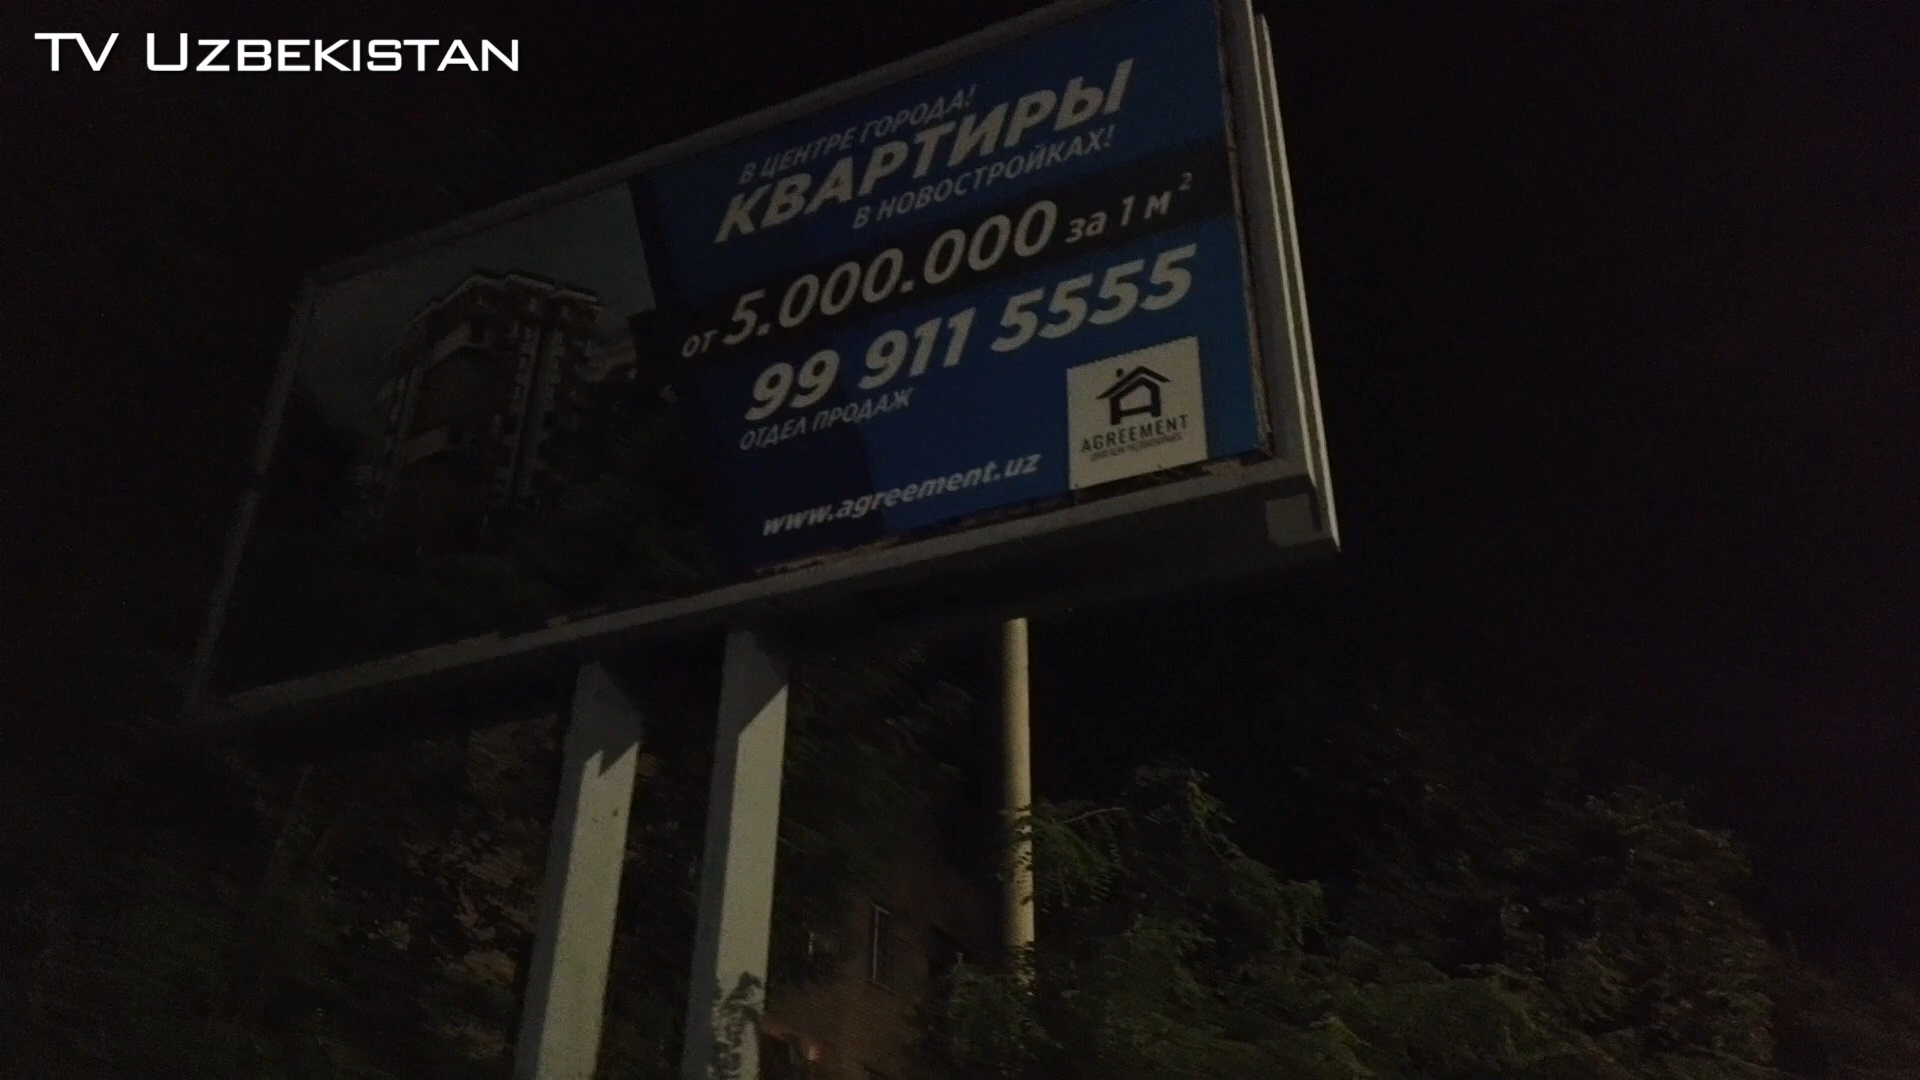 TV UZBEKISTAN
В ЦЕНТРЕ ГОРОДА!
КВАРТИРЫ
В НОВОСТРОЙКАХ!
от 5.000.000 за 1 м²
99 911 5555
ОТДЕЛ ПРОДАЖ
www.agreement.uz
AGREEMENT